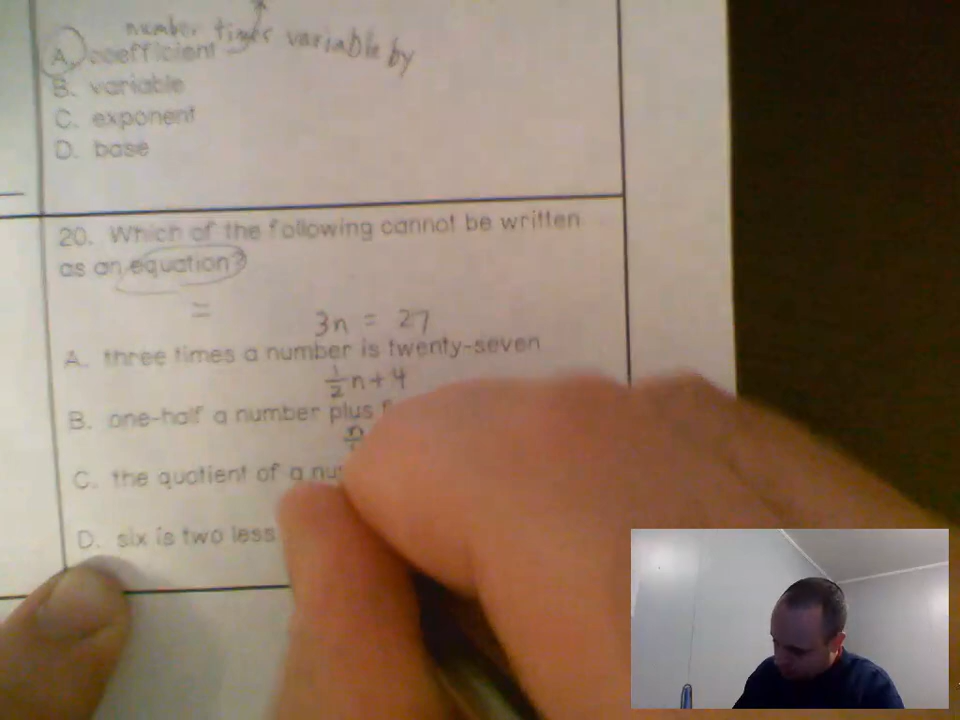 number times variable by
A. coefficient
B. variable
C. exponent
D. base
20. Which of the following cannot be written
as an equation?
=
3n = 27
A. three times a number is twenty-seven
1/2 n + 4
B. one-half a number plus
n
C. the quotient of a
D. six is two less